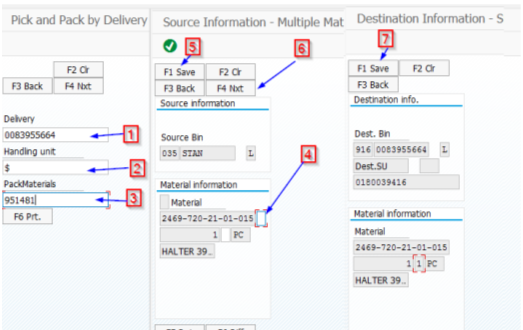 Pick and Pack by Delivery
F2 Clr
F3 Back F4 Nxt
Delivery
0083955664
1
Handling unit
$
2
PackMaterials
951481
3
F6 Prt.
Source Information - Multiple Mat
5
6
F1 Save F2 Clr
F3 Back F4 Nxt
Source information
Source Bin
035 STAN L
4
Material information
Material
2469-720-21-01-015
1 PC
HALTER 39..
Destination Information - S
7
F1 Save F2 Clr
F3 Back
Destination info.
Dest. Bin
916 0083955664 L
Dest.SU
0180039416
Material information
Material
2469-720-21-01-015
1 1 PC
HALTER 39..